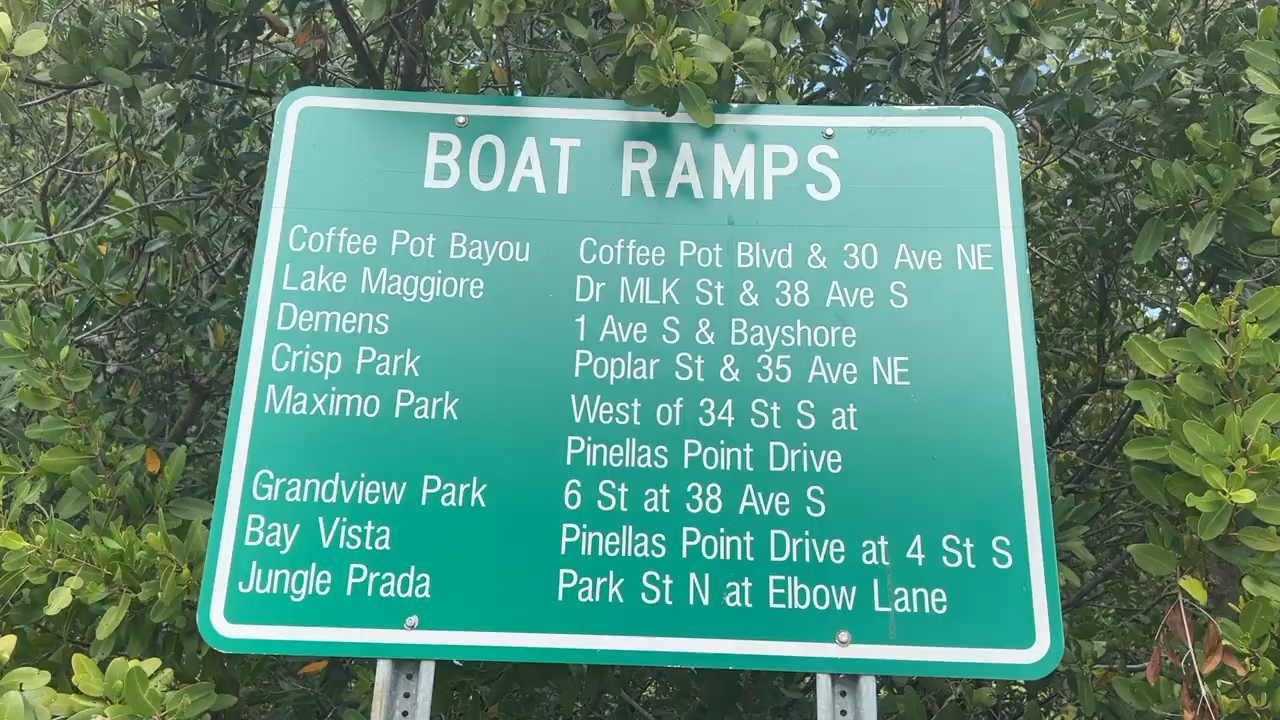 BOAT RAMPS
Coffee Pot Bayou Coffee Pot Blvd & 30 Ave NE
Lake Maggiore Dr MLK St & 38 Ave S
Demens 1 Ave S & Bayshore
Crisp Park Poplar St & 35 Ave NE
Maximo Park West of 34 St S at
Pinellas Point Drive
Grandview Park 6 St at 38 Ave S
Bay Vista Pinellas Point Drive at 4 St S
Jungle Prada Park St N at Elbow Lane